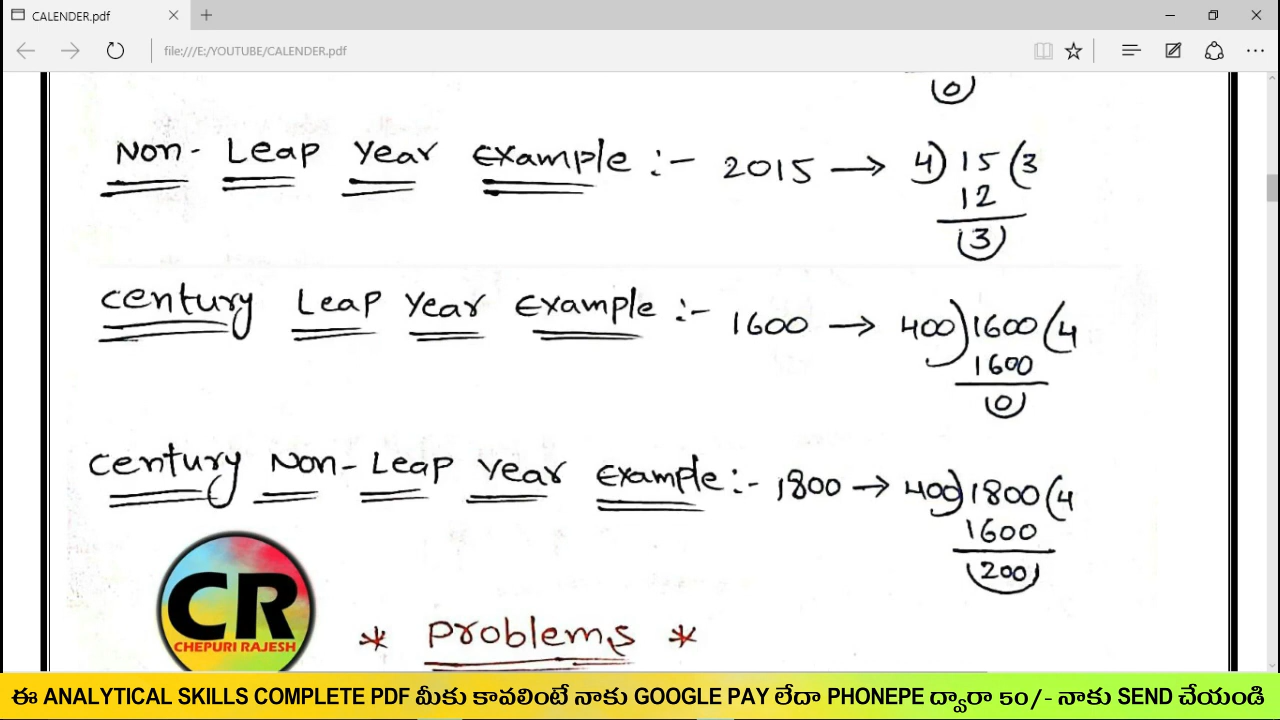 CALENDER.pdf
file:///E:/YOUTUBE/CALENDER.pdf
(0)
Non-Leap Year Example :- 2015 → 4) 15 (3
12
(3)
Century Leap Year Example :- 1600 → 400) 1600 (4
1600
(0)
Century Non-Leap Year Example :- 1800 → 400) 1800 (4
1600
(200)
CR
CHEPURI RAJESH
* Problems *
ఈ ANALYTICAL SKILLS COMPLETE PDF మీకు కావలింటే నాకు GOOGLE PAY లేదా PHONEPE ద్వారా 50/- నాకు SEND చేయండి